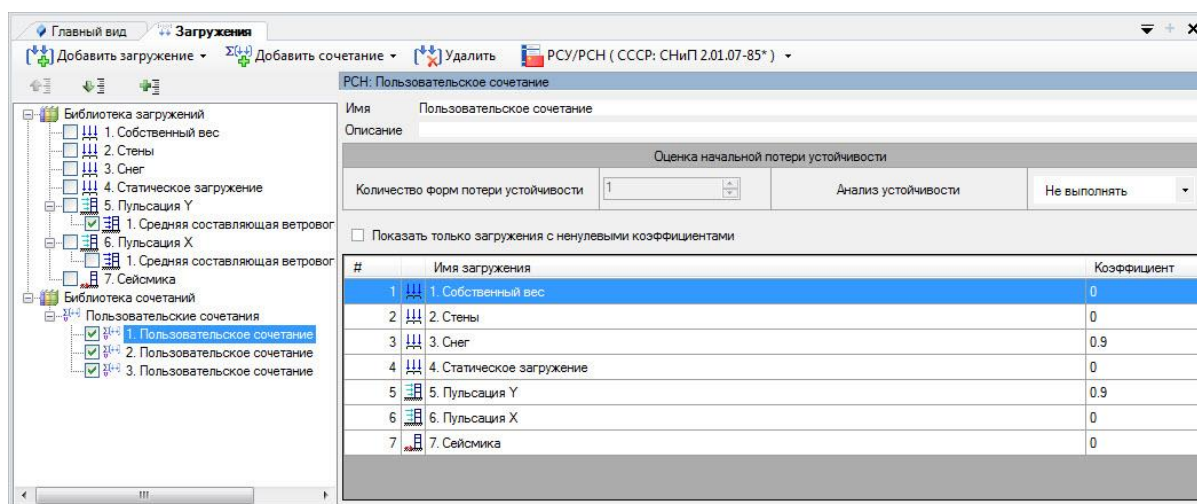 Главный вид Загружения
Добавить загружение Добавить сочетание Удалить РСУ/РСН ( СССР: СНиП 2.01.07-85* )
РСН: Пользовательское сочетание
Библиотека загружений
1. Собственный вес
2. Стены
3. Снег
4. Статическое загружение
5. Пульсация Y
1. Средняя составляющая ветровог
6. Пульсация X
1. Средняя составляющая ветровог
7. Сейсмика
Библиотека сочетаний
Пользовательские сочетания
1. Пользовательское сочетание
2. Пользовательское сочетание
3. Пользовательское сочетание
Имя Пользовательское сочетание
Описание
Оценка начальной потери устойчивости
Количество форм потери устойчивости 1 Анализ устойчивости Не выполнять
Показать только загружения с ненулевыми коэффициентами
# Имя загружения Коэффициент
1 1. Собственный вес 0
2 2. Стены 0
3 3. Снег 0.9
4 4. Статическое загружение 0
5 5. Пульсация Y 0.9
6 6. Пульсация X 0
7 7. Сейсмика 0